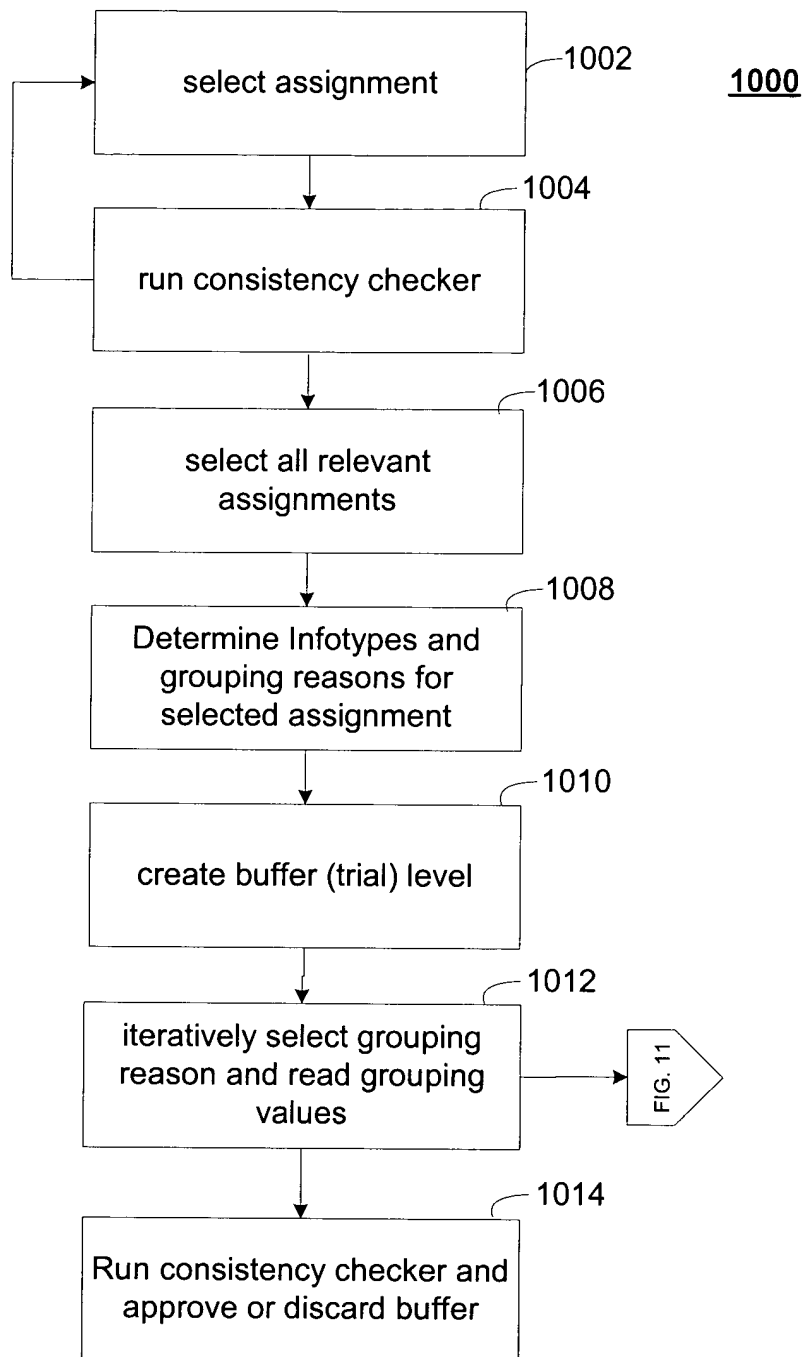 1002
1000
select assignment
1004
run consistency checker
1006
select all relevant
assignments
1008
Determine Infotypes and
grouping reasons for
selected assignment
1010
create buffer (trial) level
1012
iteratively select grouping
reason and read grouping
values
FIG. 11
1014
Run consistency checker and
approve or discard buffer